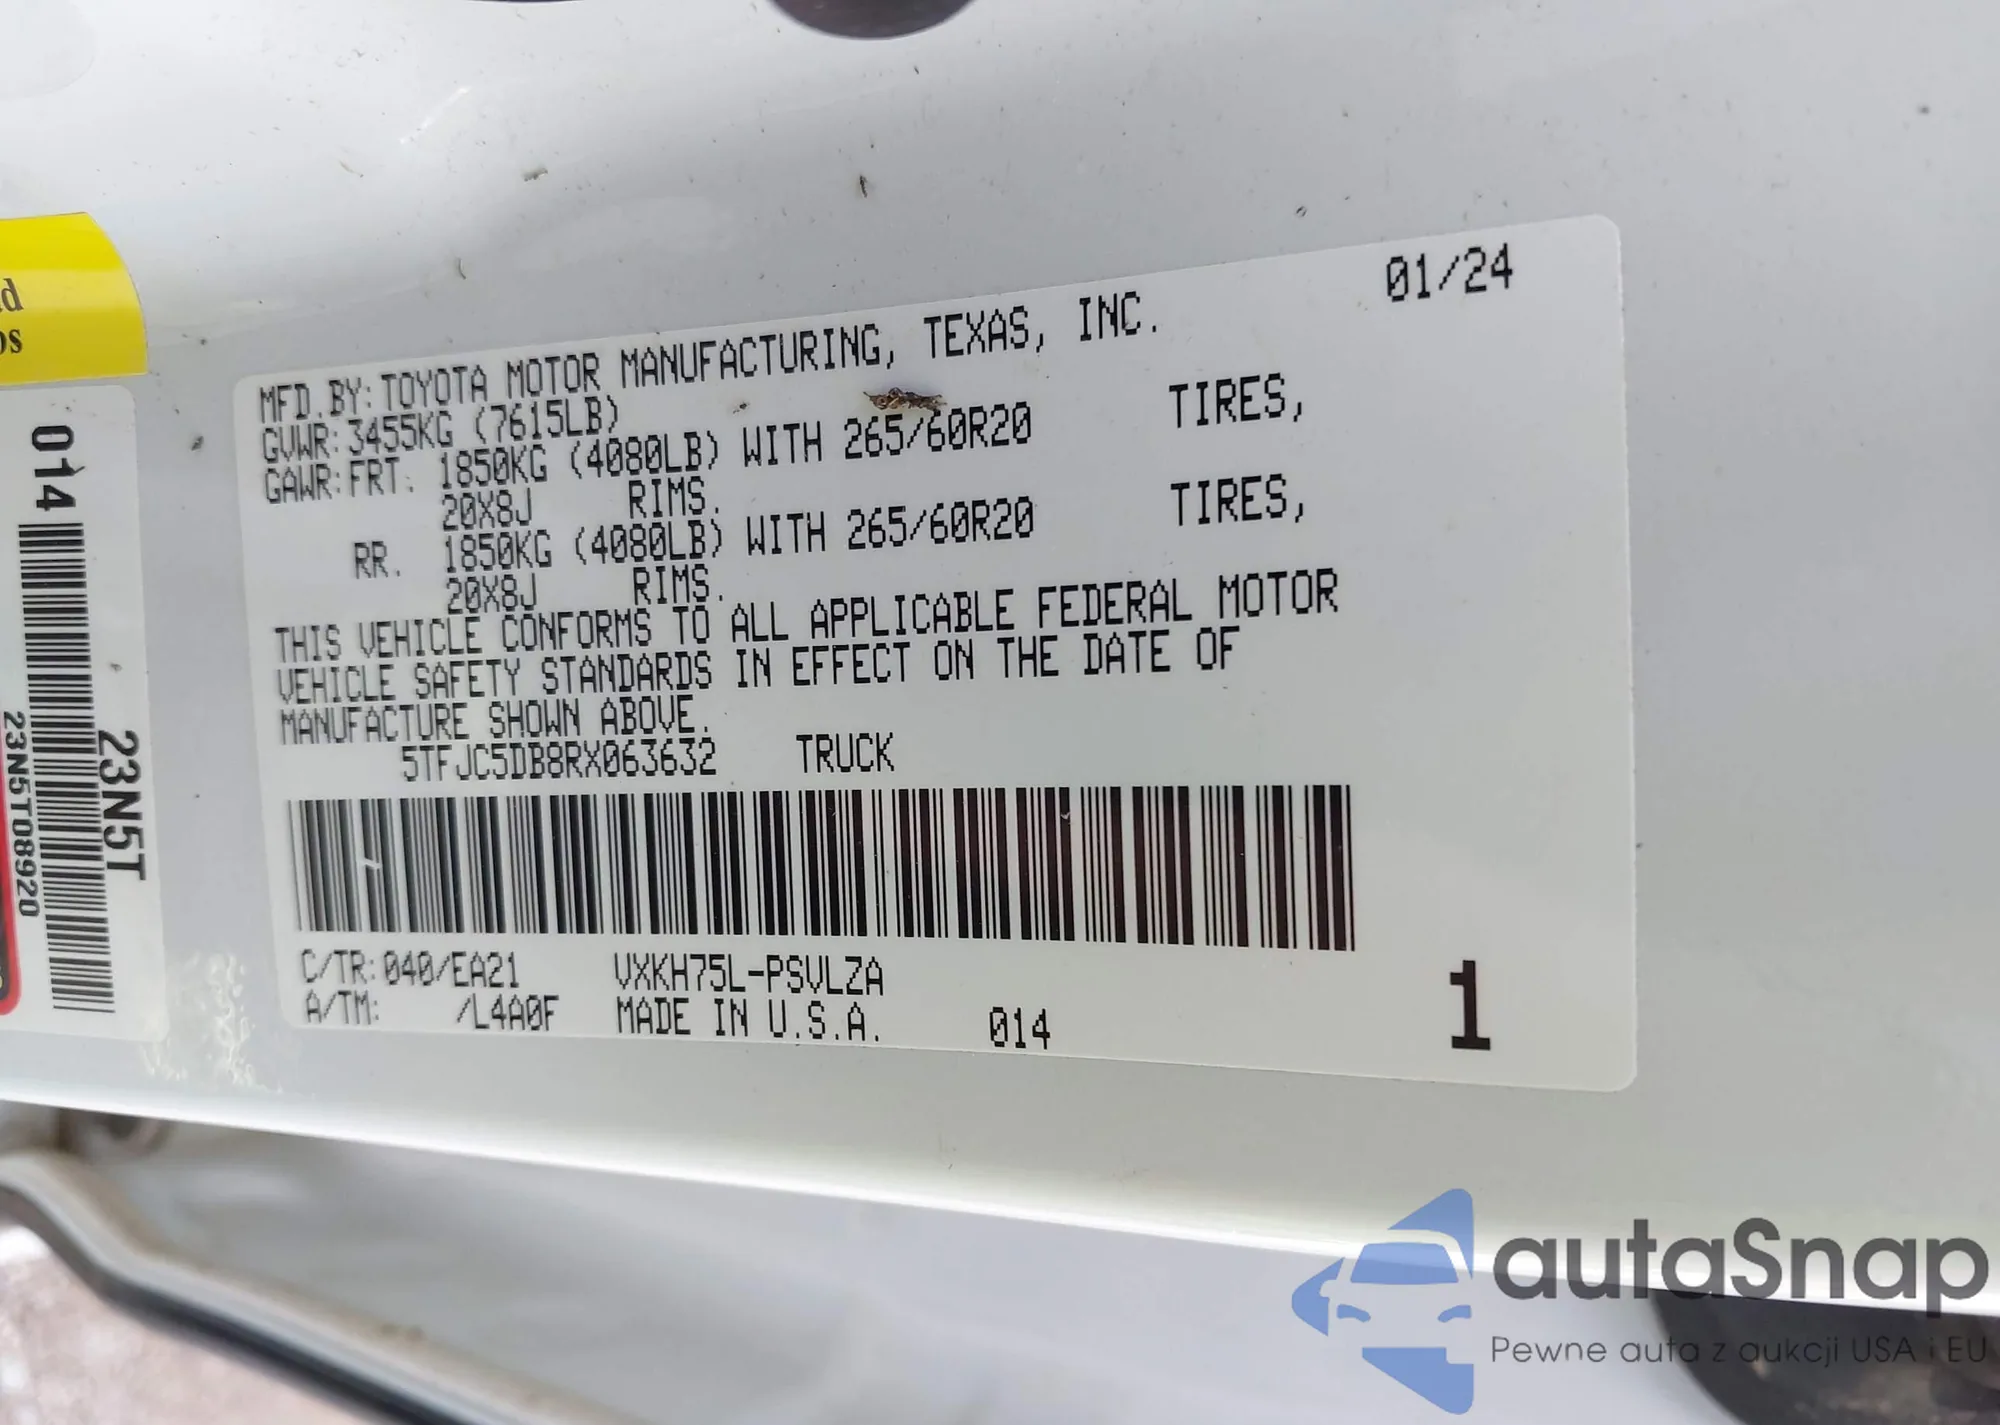 01/24
MFD.BY:TOYOTA MOTOR MANUFACTURING, TEXAS, INC.
GVWR:3455KG (7615LB)
GAWR:FRT. 1850KG (4080LB) WITH 265/60R20 TIRES,
20X8J RIMS.
RR. 1850KG (4080LB) WITH 265/60R20 TIRES,
20X8J RIMS.
THIS VEHICLE CONFORMS TO ALL APPLICABLE FEDERAL MOTOR
VEHICLE SAFETY STANDARDS IN EFFECT ON THE DATE OF
MANUFACTURE SHOWN ABOVE.
5TFJC5DB8RX063632 TRUCK
C/TR:040/EA21 VXKH75L-PSVLZA
A/TM: /L4A0F MADE IN U.S.A. 014
1
014
23N5T
23N5T08920
autaSnap
Pewne auta z aukcji USA i EU